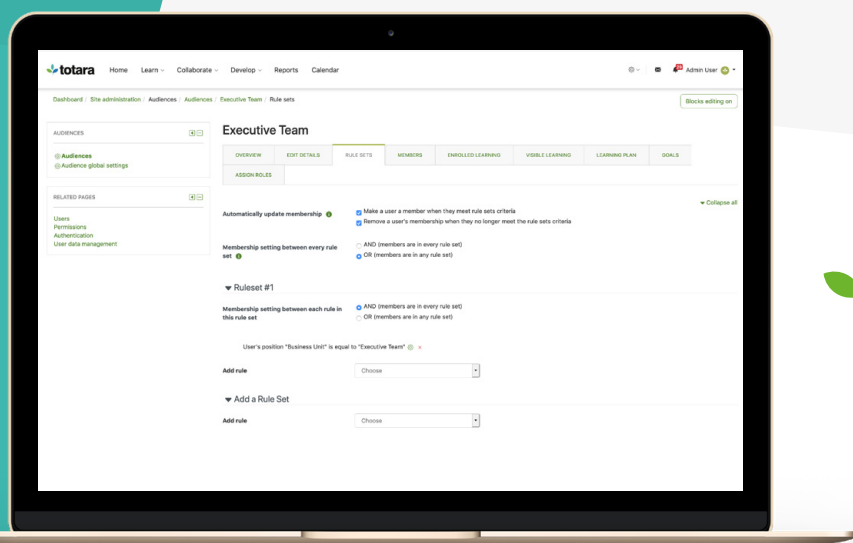 totara Home Learn Collaborate Develop Reports Calendar Admin User
Dashboard / Site administration / Audiences / Audiences / Executive Team / Rule sets
Blocks editing on
AUDIENCES
Audiences
Audience global settings
RELATED PAGES
Users
Permissions
Authentication
User data management
Executive Team
OVERVIEW EDIT DETAILS RULE SETS MEMBERS ENROLLED LEARNING VISIBLE LEARNING LEARNING PLAN GOALS
ASSIGN ROLES
Collapse all
Automatically update membership
Make a user a member when they meet rule sets criteria
Remove a user's membership when they no longer meet the rule sets criteria
Membership setting between every rule
set
AND (members are in every rule set)
OR (members are in any rule set)
Ruleset #1
Membership setting between each rule in
this rule set
AND (members are in every rule set)
OR (members are in any rule set)
User's position "Business Unit" is equal to "Executive Team"
Add rule Choose
Add a Rule Set
Add rule Choose